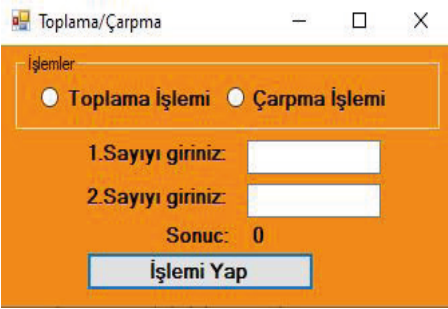 Toplama/Çarpma
İşlemler
Toplama İşlemi Çarpma İşlemi
1.Sayıyı giriniz:
2.Sayıyı giriniz:
Sonuc: 0
İşlemi Yap